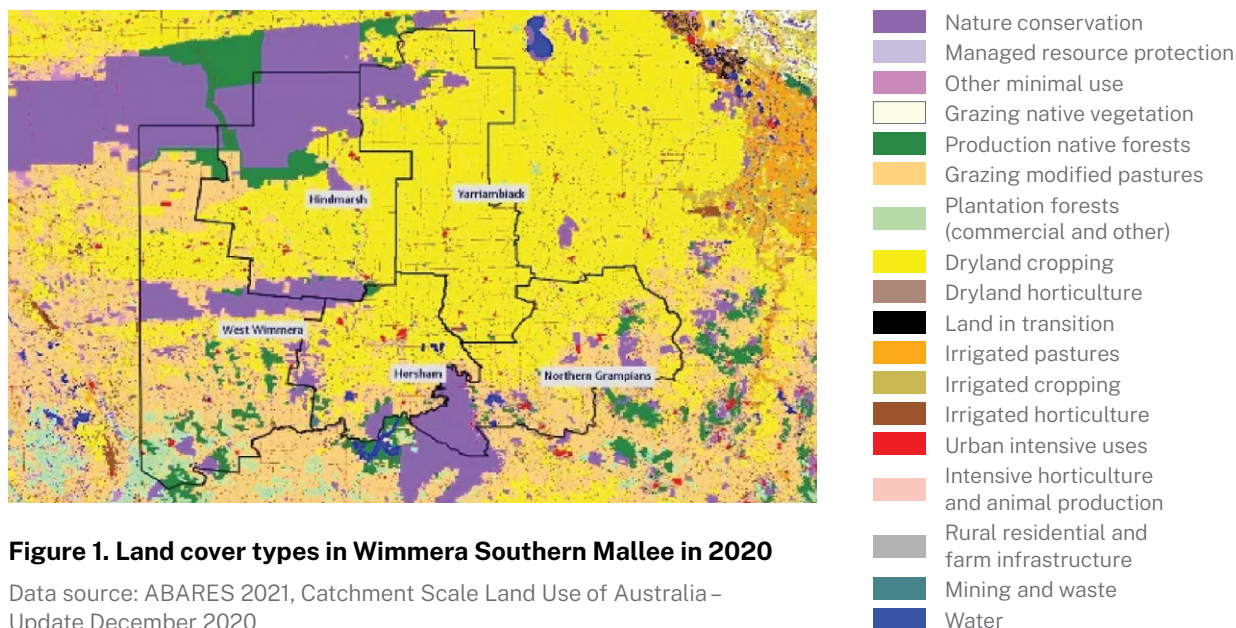 Hindmarsh
Yarriambiack
West Wimmera
Horsham
Northern Grampians
Nature conservation
Managed resource protection
Other minimal use
Grazing native vegetation
Production native forests
Grazing modified pastures
Plantation forests
(commercial and other)
Dryland cropping
Dryland horticulture
Land in transition
Irrigated pastures
Irrigated cropping
Irrigated horticulture
Urban intensive uses
Intensive horticulture
and animal production
Rural residential and
farm infrastructure
Mining and waste
Water
Figure 1. Land cover types in Wimmera Southern Mallee in 2020
Data source: ABARES 2021, Catchment Scale Land Use of Australia –
Update December 2020